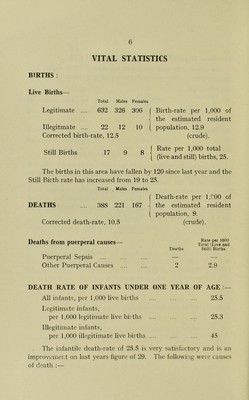 6
VITAL STATISTICS
BIRTHS :
Live Births—
Total Males Females
Legitimate .... 632 326 306 Birth-rate per 1,000 of
the estimated resident
Illegitmate .... 22 12 10 population, 12.9
Corrected birth-rate, 12.5 (crude).
Still Births 17 9 8 Rate per 1,000 total
(live and still) births, 25.
The births in this area have fallen by 120 since last year and the
Still Birth rate has increased from 19 to 25.
Total Males Females
Death-rate per 1,000 of
DEATHS .... 388 221 167 the estimated resident
population, 9.
Corrected death-rate, 10.5 (crude).
Deaths from puerperal causes—
Rate per 1000
Total (Live and
Deaths Still Births
Puerperal Sepsis .... .... — —
Other Puerperal Causes .... .... 2 2.9
DEATH RATE OF INFANTS UNDER ONE YEAR OF AGE :—
All infants, per 1,000 live births .... .... .... 25.5
Legitimate infants,
per 1,000 legitimate live births .... .... .... 25.3
Illegitimate infants,
per 1,000 illegitimate live births .... .... .... 45
The infantile death-rate of 25.5 is very satisfactory and is an
improvement on last years figure of 29. The following were causes
of death :—